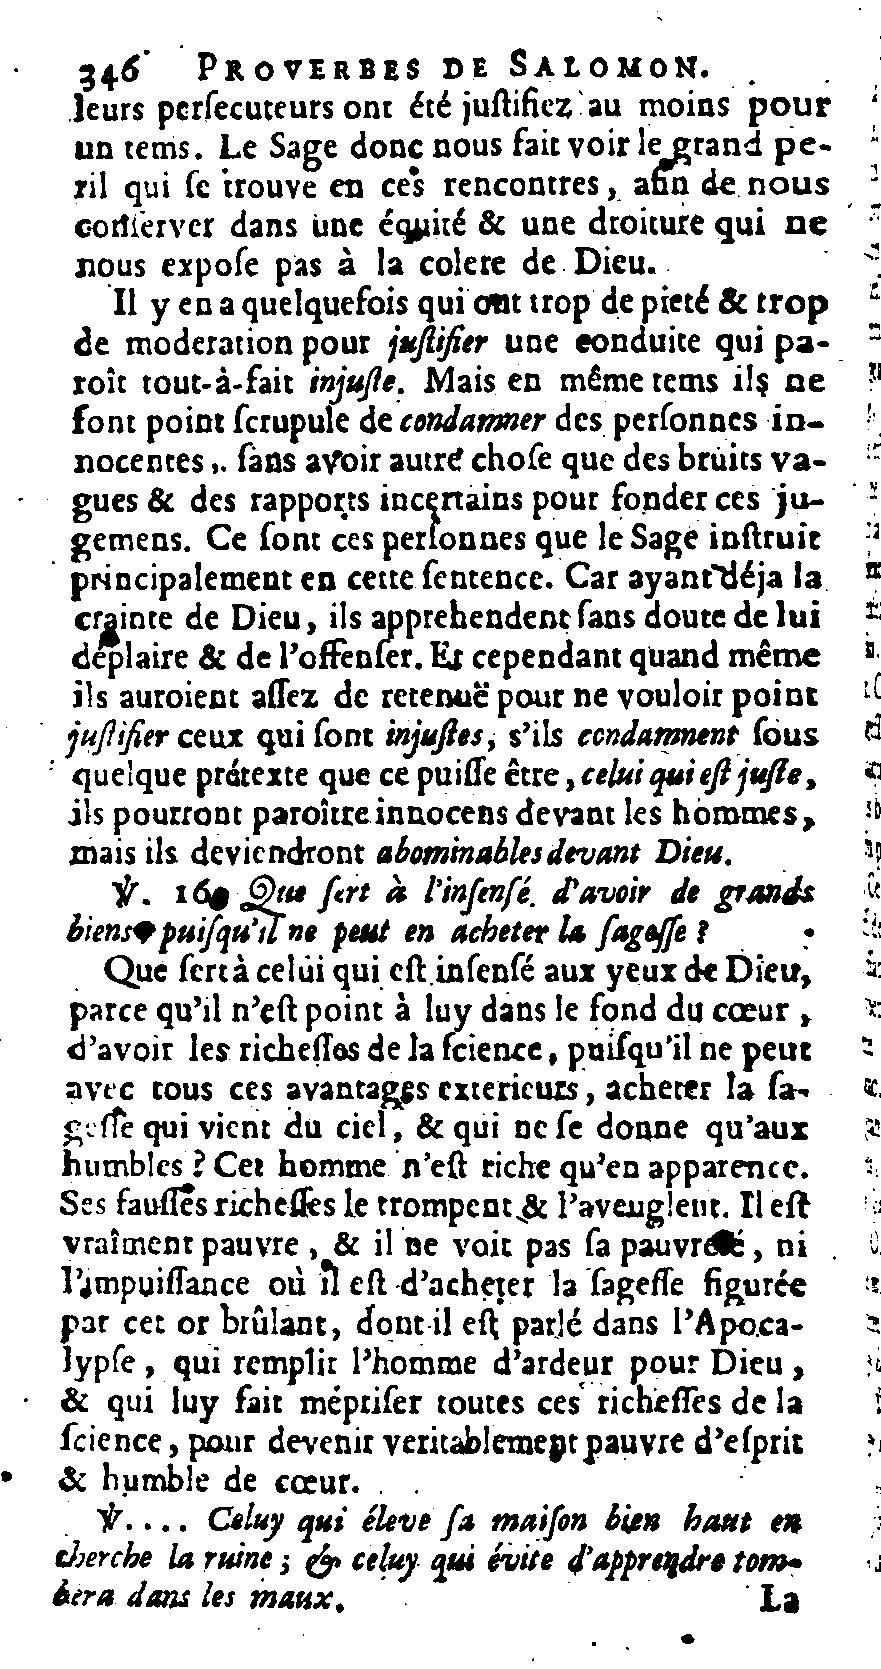 346 PROVERBES DE SALOMON.
leurs perſecuteurs ont été juſtifiez au moins pour
un tems. Le Sage donc nous fait voir le grand pe-
ril qui ſe trouve en ces rencontres, afin de nous
conſerver dans une équité & une droiture qui ne
nous expoſe pas à la colere de Dieu.
Il y en a quelquefois qui ont trop de pieté & trop
de moderation pour juſtifier une conduite qui pa-
roît tout-à-fait injuſte. Mais en même tems ils ne
font point ſcrupule de condamner des perſonnes in-
nocentes, ſans avoir autre choſe que des bruits va-
gues & des rapports incertains pour fonder ces ju-
gemens. Ce ſont ces perſonnes que le Sage inſtruit
principalement en cette ſentence. Car ayant déja la
crainte de Dieu, ils apprehendent ſans doute de lui
déplaire & de l'offenſer. Et cependant quand même
ils auroient aſſez de retenuë pour ne vouloir point
juſtifier ceux qui ſont injuſtes, s'ils condamnent ſous
quelque prétexte que ce puiſſe être, celui qui eſt juſte,
ils pourront paroître innocens devant les hommes,
mais ils deviendront abominables devant Dieu.
℣. 16. Que ſert à l'inſenſé d'avoir de grands
biens, puiſqu'il ne peut en acheter la ſageſſe?
Que ſert à celui qui eſt inſenſé aux yeux de Dieu,
parce qu'il n'eſt point à luy dans le fond du cœur,
d'avoir les richeſſes de la ſcience, puiſqu'il ne peut
avec tous ces avantages exterieurs, acheter la ſa-
geſſe qui vient du ciel, & qui ne ſe donne qu'aux
humbles? Cet homme n'eſt riche qu'en apparence.
Ses fauſſes richeſſes le trompent & l'aveuglent. Il eſt
vraîment pauvre, & il ne voit pas ſa pauvreté, ni
l'impuiſſance où il eſt d'acheter la ſageſſe figurée
par cet or brûlant, dont il eſt parlé dans l'Apoca-
lypſe, qui remplit l'homme d'ardeur pour Dieu,
& qui luy fait mépriſer toutes ces richeſſes de la
ſcience, pour devenir veritablement pauvre d'eſprit
& humble de cœur.
℣.... Celuy qui éleve ſa maiſon bien haut en
cherche la ruine; & celuy qui évite d'apprendre tom-
bera dans les maux.
La